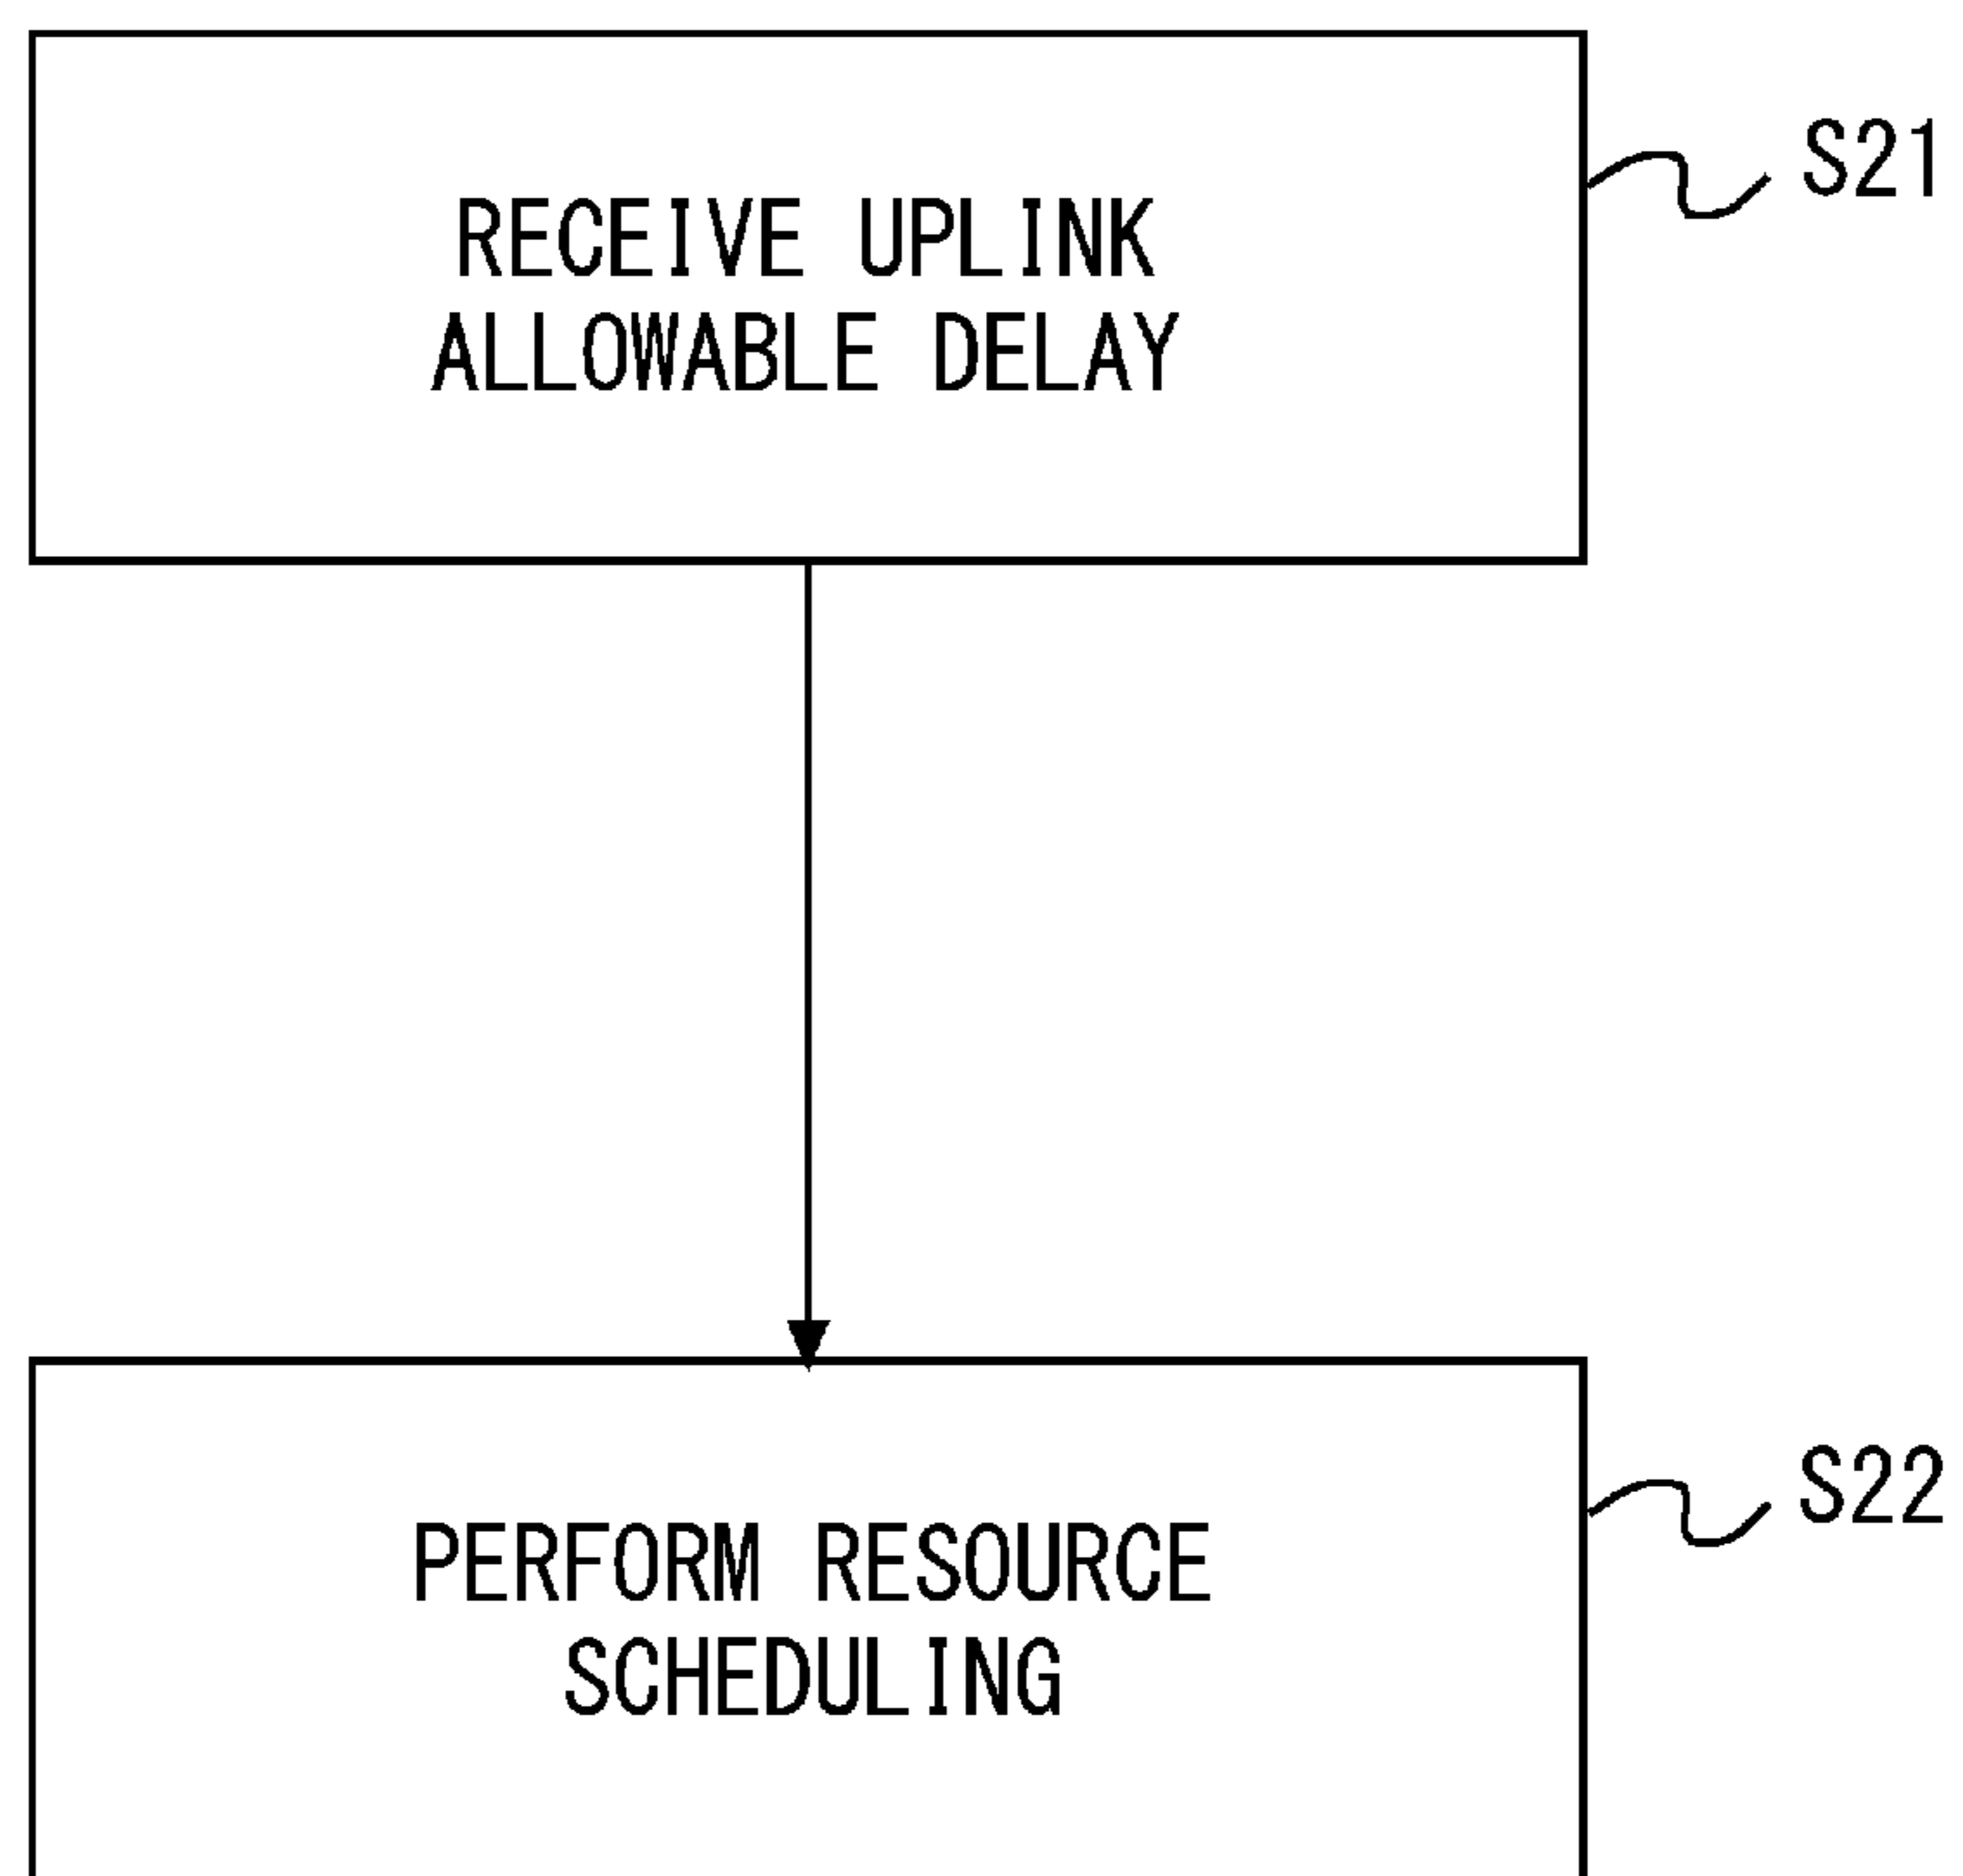 RECEIVE UPLINK
ALLOWABLE DELAY
S21
PERFORM RESOURCE
SCHEDULING
S22